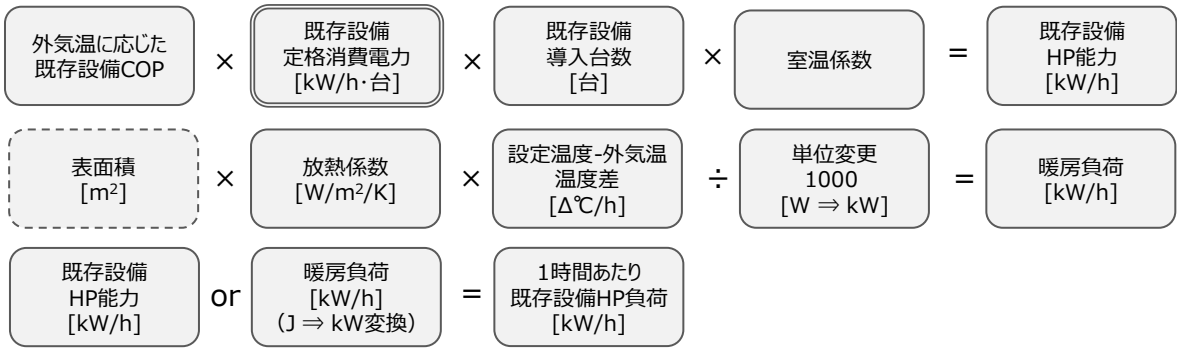 外気温に応じた
既存設備COP
×
既存設備
定格消費電力
[kW/h・台]
×
既存設備
導入台数
[台]
×
室温係数
=
既存設備
HP能力
[kW/h]
表面積
[m²]
×
放熱係数
[W/m²/K]
×
設定温度-外気温
温度差
[Δ℃/h]
÷
単位変更
1000
[W ⇒ kW]
=
暖房負荷
[kW/h]
既存設備
HP能力
[kW/h]
or
暖房負荷
[kW/h]
（J ⇒ kW変換）
=
1時間あたり
既存設備HP負荷
[kW/h]